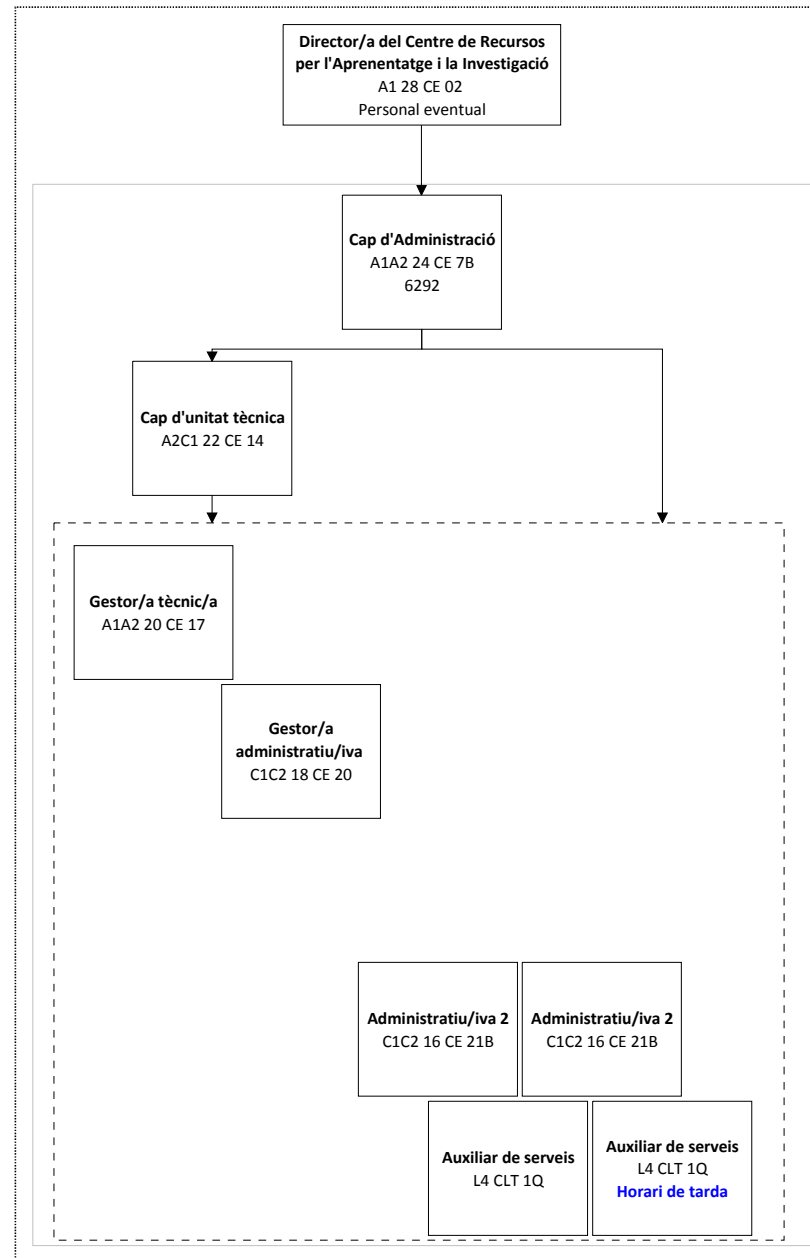 Director/a del Centre de Recursos
per l'Aprenentatge i la Investigació
A1 28 CE 02
Personal eventual
Cap d'Administració
A1A2 24 CE 7B
6292
Cap d'unitat tècnica
A2C1 22 CE 14
Gestor/a tècnic/a
A1A2 20 CE 17
Gestor/a
administratiu/iva
C1C2 18 CE 20
Administratiu/iva 2
C1C2 16 CE 21B
Administratiu/iva 2
C1C2 16 CE 21B
Auxiliar de serveis
L4 CLT 1Q
Auxiliar de serveis
L4 CLT 1Q
Horari de tarda